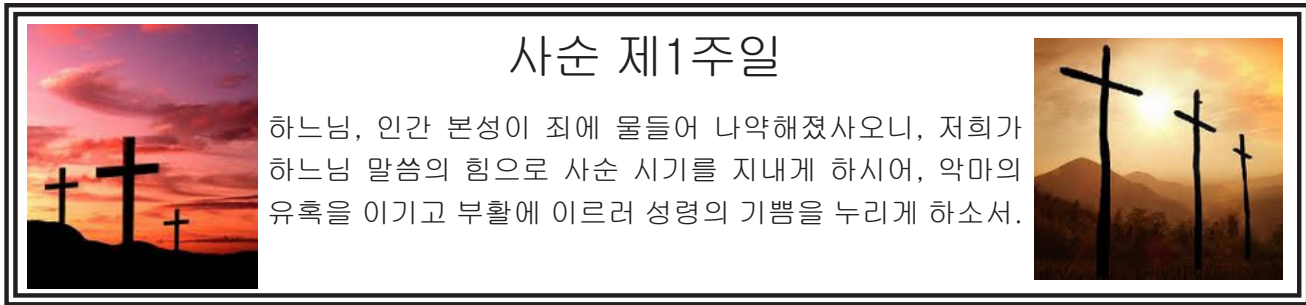 사순 제1주일
하느님, 인간 본성이 죄에 물들어 나약해졌사오니, 저희가
하느님 말씀의 힘으로 사순 시기를 지내게 하시어, 악마의
유혹을 이기고 부활에 이르러 성령의 기쁨을 누리게 하소서.